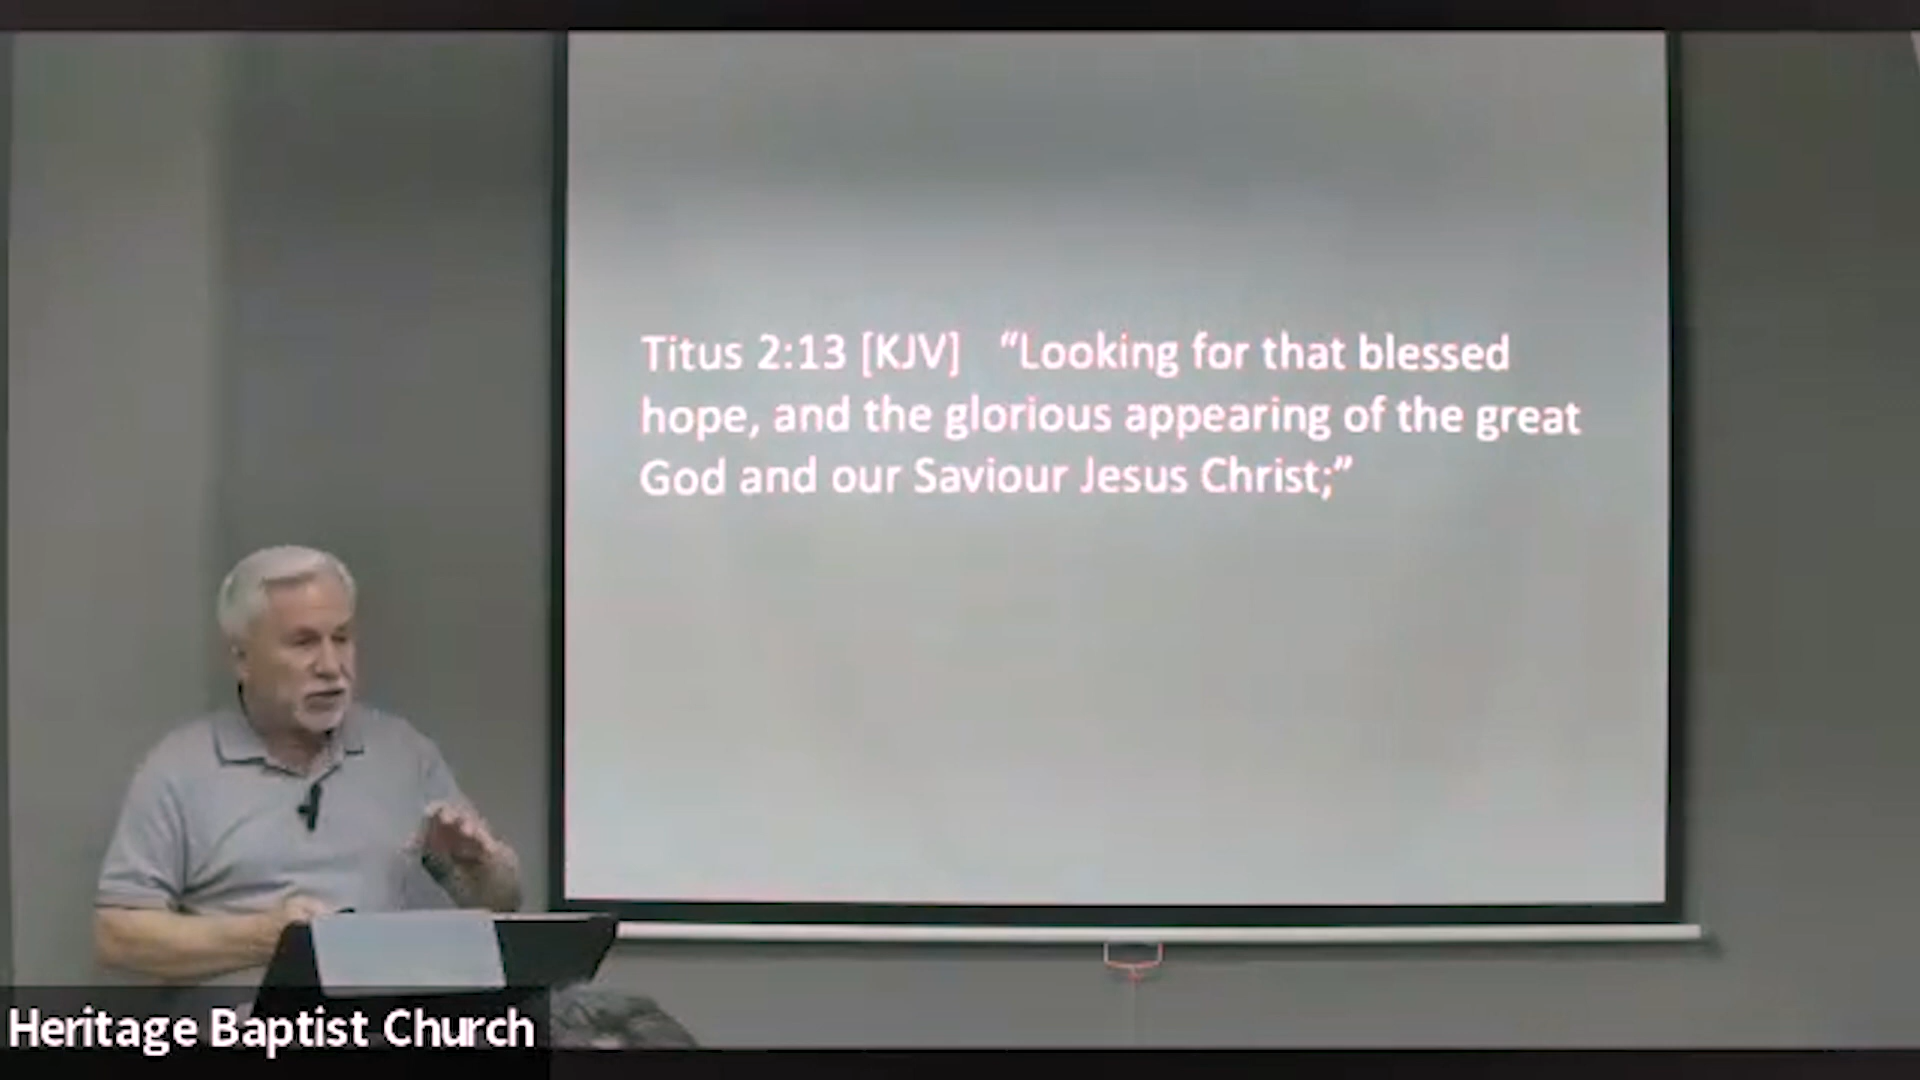 Titus 2:13 [KJV] “Looking for that blessed
hope, and the glorious appearing of the great
God and our Saviour Jesus Christ;”
Heritage Baptist Church